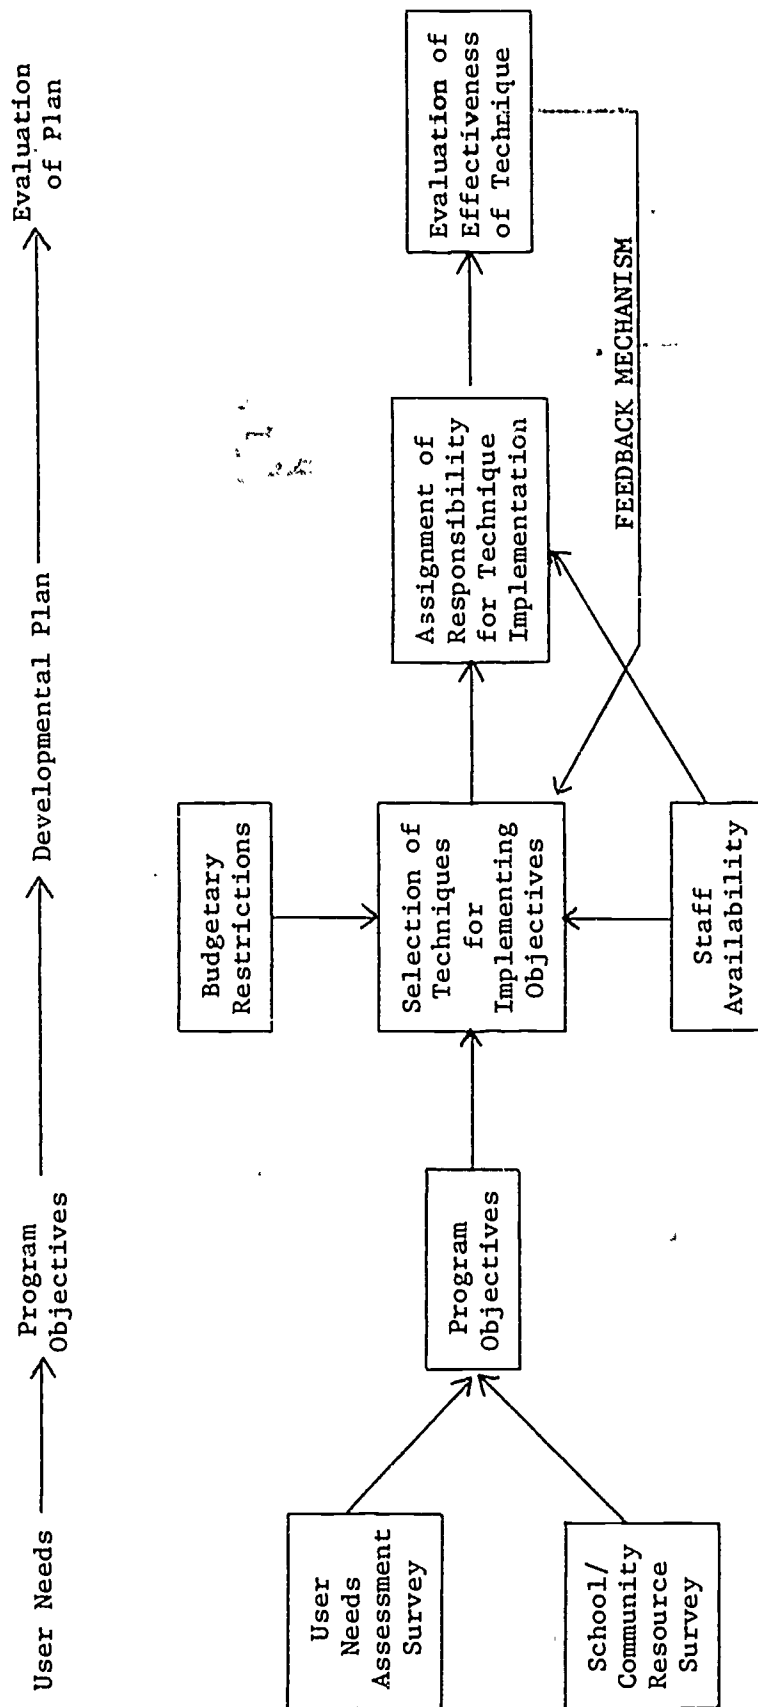 User Needs
Program
Objectives
Developmental Plan
Evaluation
of Plan
User
Needs
Assessment
Survey
School/
Community
Resource
Survey
Program
Objectives
Budgetary
Restrictions
Selection of
Techniques
for
Implementing
Objectives
Staff
Availability
Assignment of
Responsibility
for Technique
Implementation
Evaluation of
Effectiveness
of Technique
FEEDBACK MECHANISM